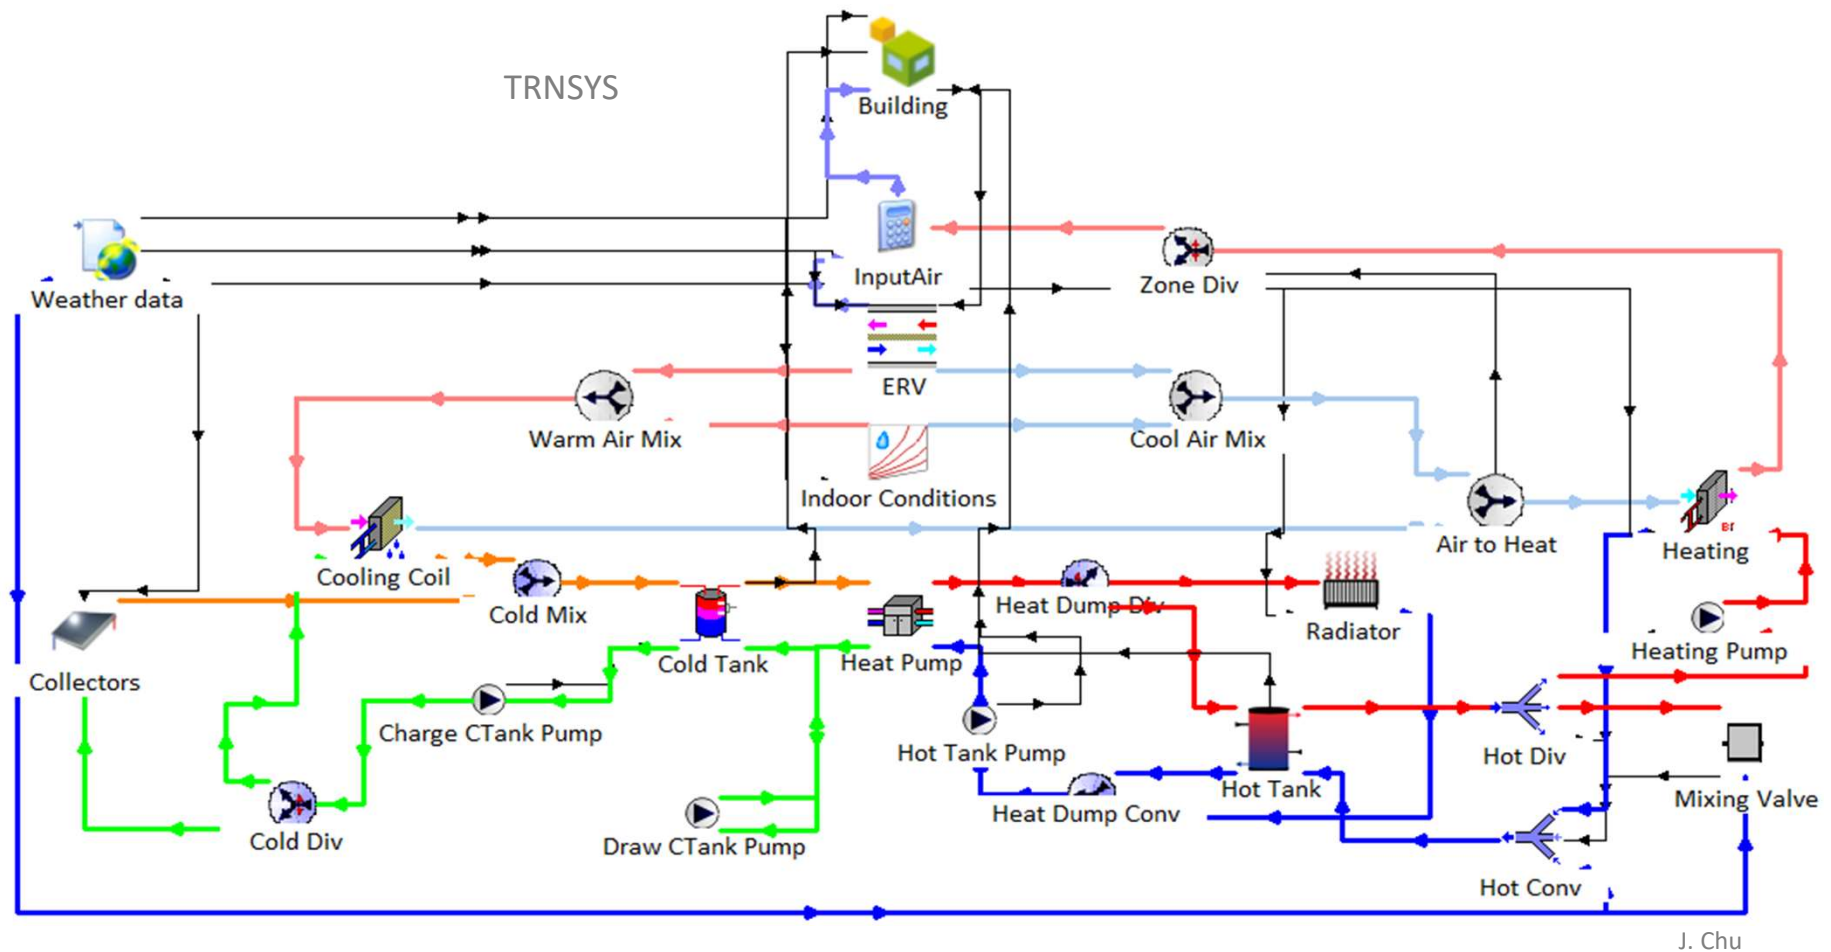 TRNSYS
Building
InputAir
Weather data
Zone Div
ERV
Warm Air Mix
Cool Air Mix
Indoor Conditions
Air to Heat
Heating
Cooling Coil
Cold Mix
Heat Dump Div
Radiator
Heating Pump
Collectors
Cold Tank
Heat Pump
Charge CTank Pump
Hot Tank Pump
Hot Div
Hot Tank
Mixing Valve
Heat Dump Conv
Cold Div
Draw CTank Pump
Hot Conv
J. Chu